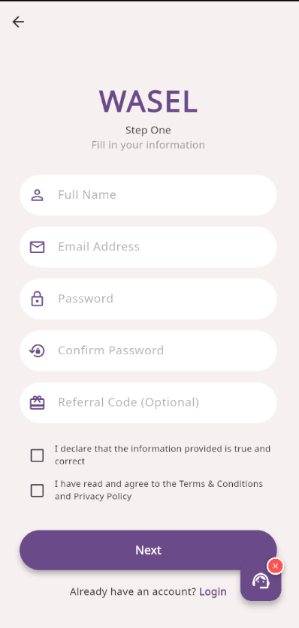 WASEL
Step One
Fill in your information
Full Name
Email Address
Password
Confirm Password
Referral Code (Optional)
I declare that the information provided is true and
correct
I have read and agree to the Terms & Conditions
and Privacy Policy
Next
Already have an account? Login